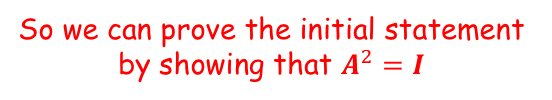 So we can prove the initial statement
by showing that A² = I